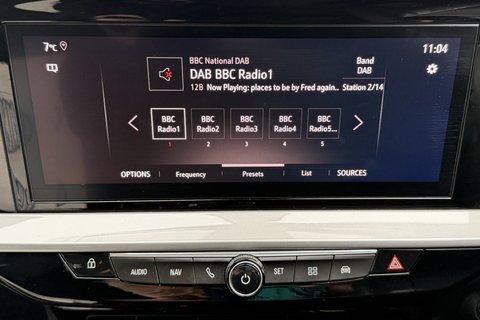 7°C
11:04
BBC National DAB
DAB BBC Radio1
12B Now Playing: places to be by Fred again.. Station 2/14
Band
DAB
BBC Radio1
BBC Radio2
BBC Radio3
BBC Radio4
BBC Radio5...
1 2 3 4 5
OPTIONS Frequency Presets List SOURCES
AUDIO NAV SET